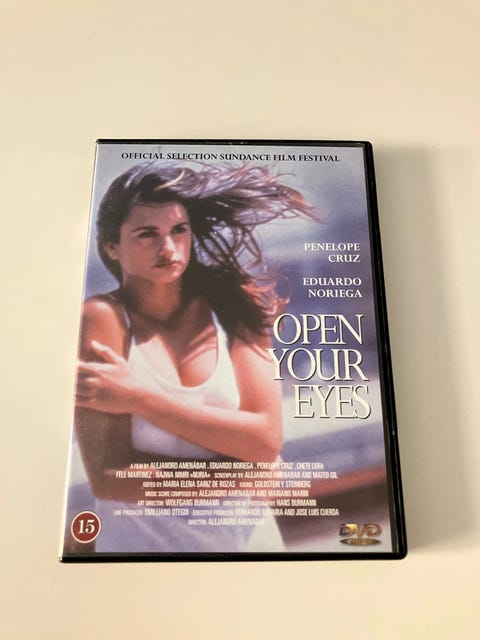 OFFICIAL SELECTION SUNDANCE FILM FESTIVAL
PENELOPE
CRUZ
EDUARDO
NORIEGA
OPEN
YOUR
EYES
A FILM BY ALEJANDRO AMENÁBAR, EDUARDO NORIEGA, PENELOPE CRUZ, CHETE LERA
FELE MARTINEZ, NAJWA NIMRI «NURIA» SCREENPLAY BY: ALEJANDRO AMENABAR AND MATEO GIL
EDITED BY: MARIA ELENA SAINZ DE ROZAS SOUND: GOLDSTEIN Y STEINBERG
MUSIC SCORE COMPOSED BY: ALEJANDRO AMENABAR AND MARIANO MARIN
ART DIRECTOR: WOLFGANG BURMANN DIRECTOR OF PHOTOGRAPHY: HANS BURMANN
LINE PRODUCER: EMILIANO OTEGUI EXECUTIVE PRODUCER: FERNANDO BOVAIRA AND JOSE LUIS CUERDA
DIRECTOR: ALEJANDRO AMENABAR
15
DVD
VIDEO